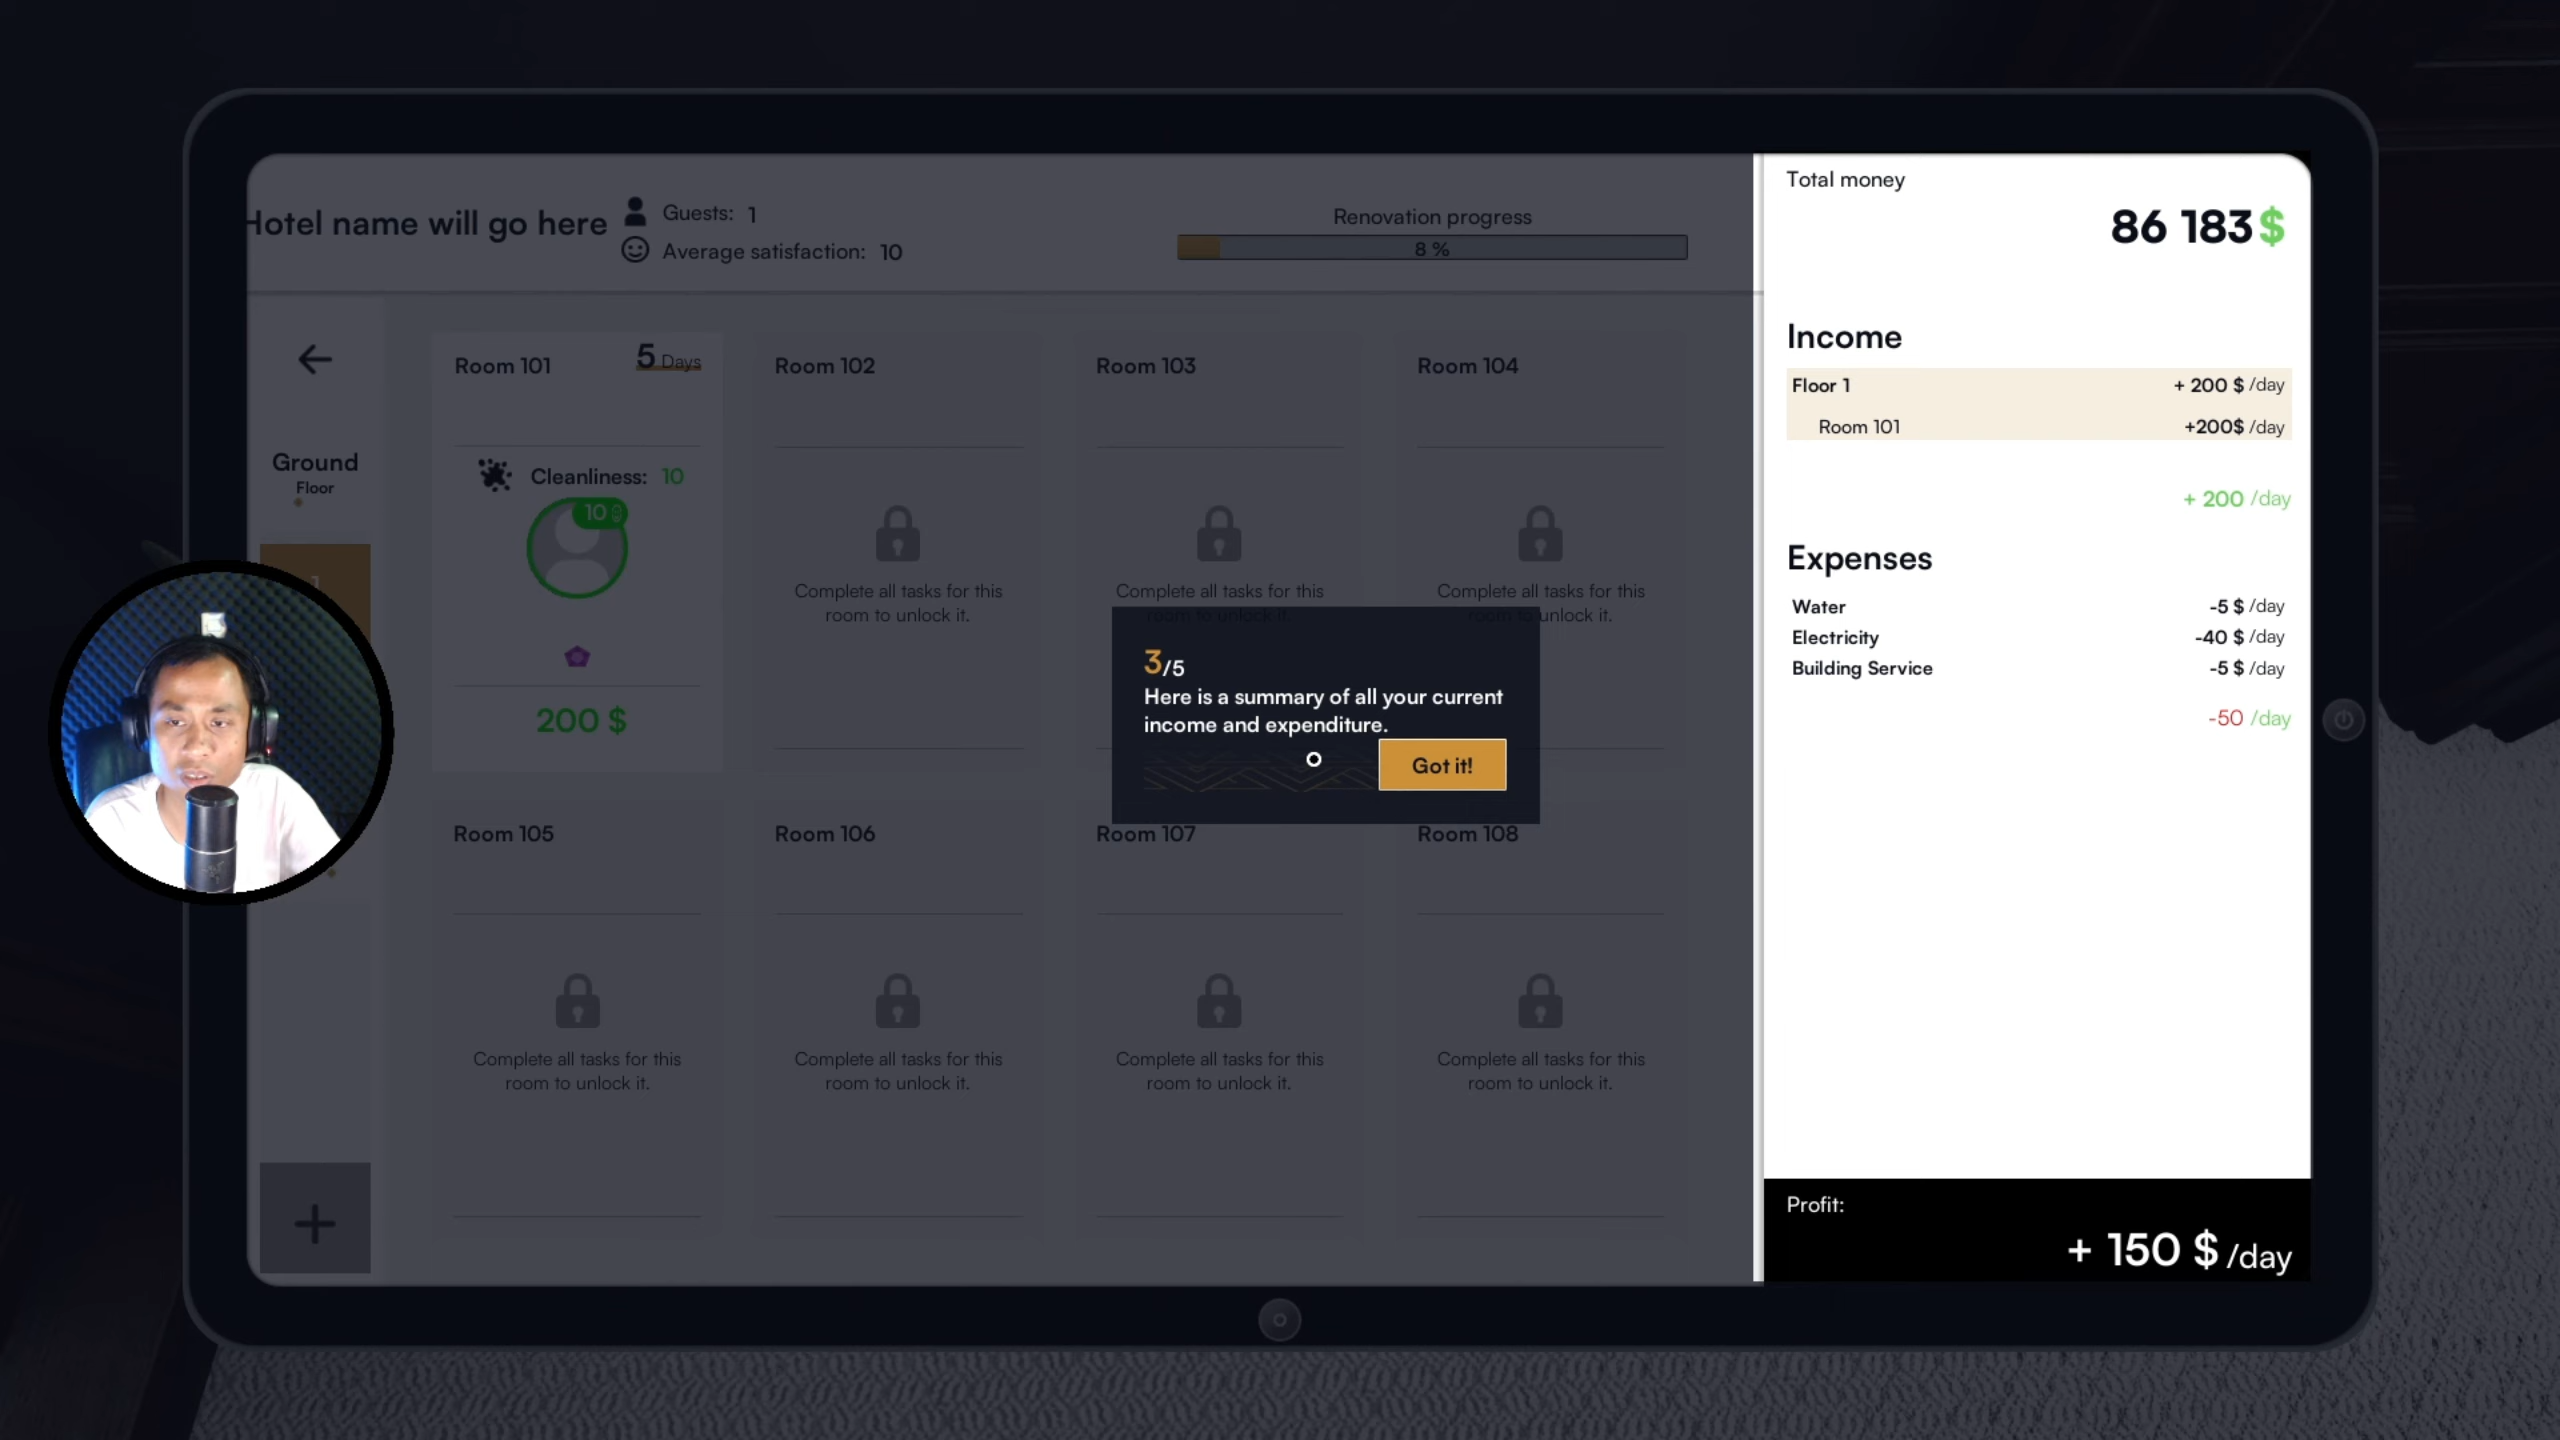 Hotel name will go here
Guests: 1
Average satisfaction: 10
Renovation progress
8 %
Ground
Floor
1
Room 101
5 Days
Cleanliness: 10
10
200 $
Room 102
Complete all tasks for this
room to unlock it.
Room 103
Complete all tasks for this
room to unlock it.
Room 104
Complete all tasks for this
room to unlock it.
3/5
Here is a summary of all your current
income and expenditure.
Got it!
Room 105
Complete all tasks for this
room to unlock it.
Room 106
Complete all tasks for this
room to unlock it.
Room 107
Complete all tasks for this
room to unlock it.
Room 108
Complete all tasks for this
room to unlock it.
+
Total money
86 183 $
Income
Floor 1 + 200 $ /day
Room 101 +200$ /day
+ 200 /day
Expenses
Water -5 $ /day
Electricity -40 $ /day
Building Service -5 $ /day
-50 /day
Profit:
+ 150 $ /day